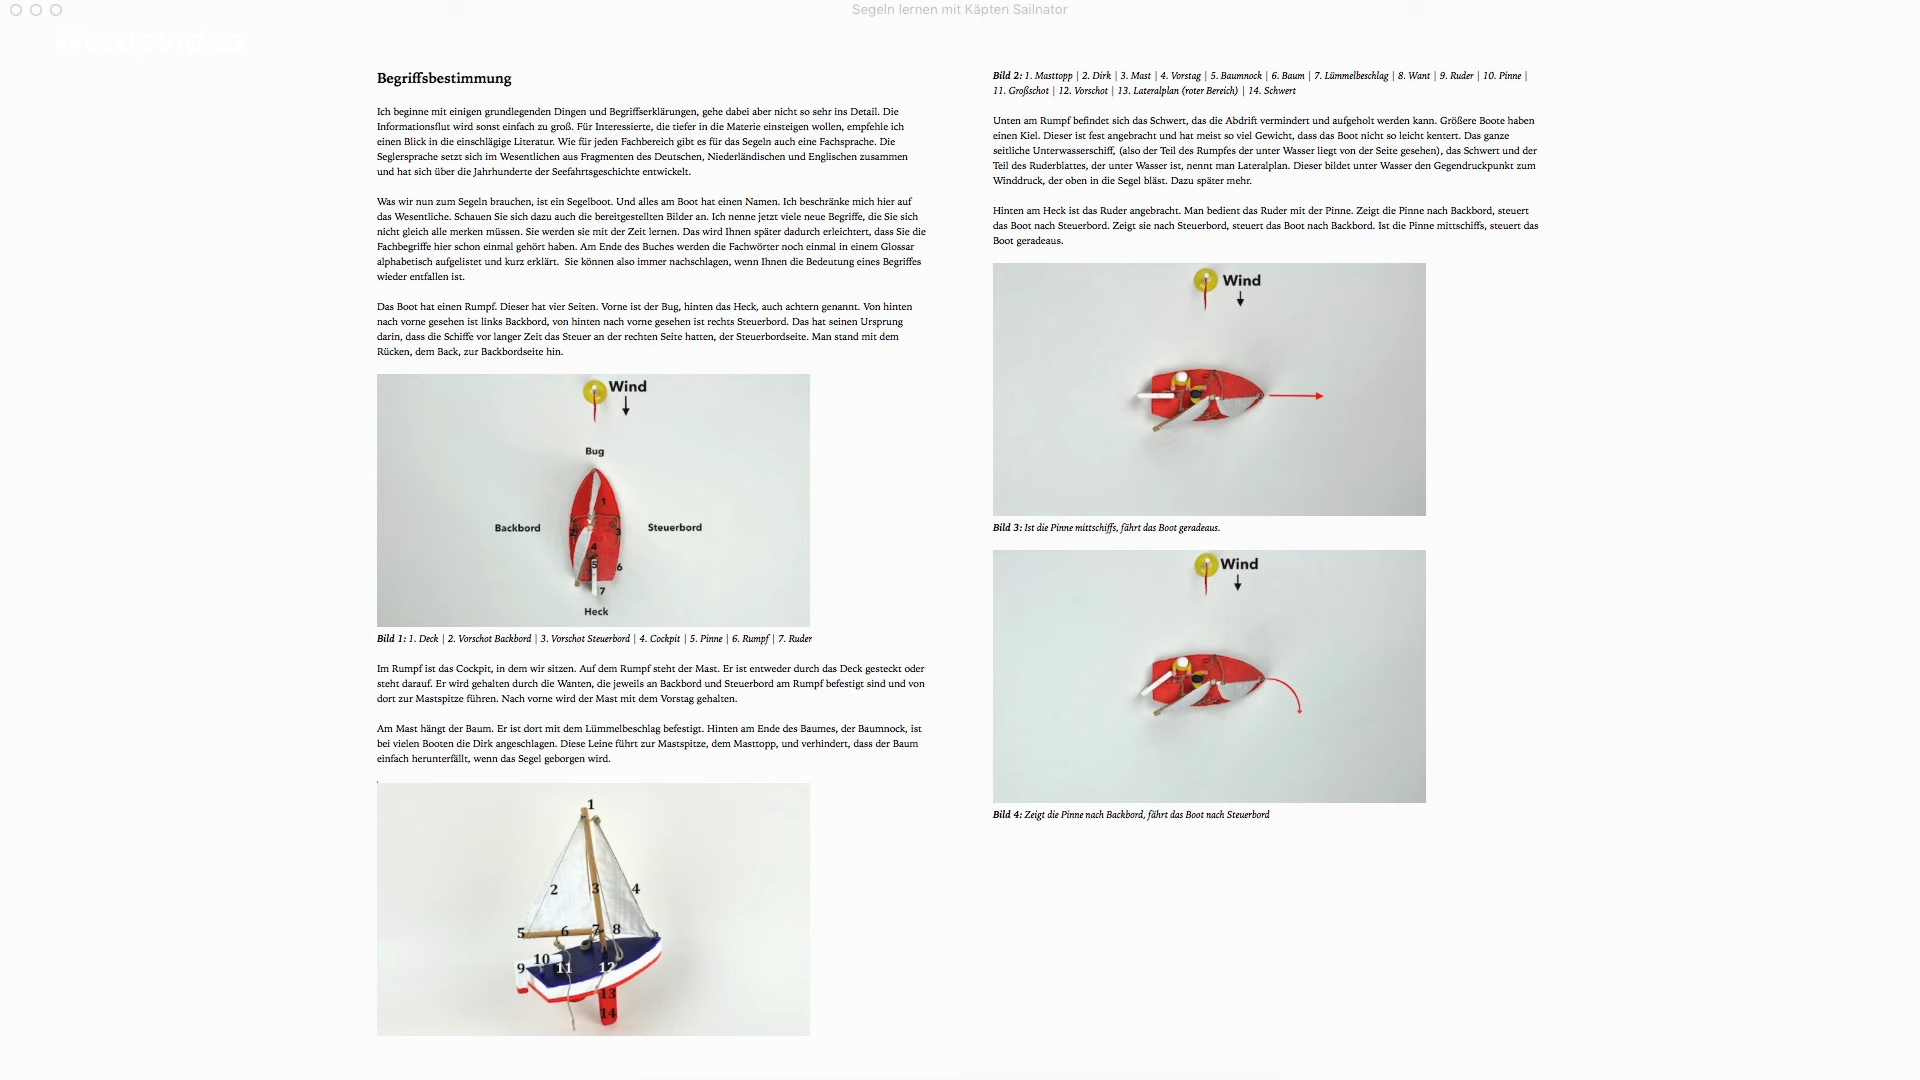 Segeln lernen mit Käpten Sailnator
Begriffsbestimmung
Ich beginne mit einigen grundlegenden Dingen und Begriffserklärungen, gehe dabei aber nicht so sehr ins Detail. Die
Informationsflut wird sonst einfach zu groß. Für Interessierte, die tiefer in die Materie einsteigen wollen, empfehle ich
einen Blick in die einschlägige Literatur. Wie für jeden Fachbereich gibt es für das Segeln auch eine Fachsprache. Die
Seglersprache setzt sich im Wesentlichen aus Fragmenten des Deutschen, Niederländischen und Englischen zusammen
und hat sich über die Jahrhunderte der Seefahrtsgeschichte entwickelt.
Was wir nun zum Segeln brauchen, ist ein Segelboot. Und alles am Boot hat einen Namen. Ich beschränke mich hier auf
das Wesentliche. Schauen Sie sich dazu auch die bereitgestellten Bilder an. Ich nenne jetzt viele neue Begriffe, die Sie sich
nicht gleich alle merken müssen. Sie werden sie mit der Zeit lernen. Das wird Ihnen später dadurch erleichtert, dass Sie die
Fachbegriffe hier schon einmal gehört haben. Am Ende des Buches werden die Fachwörter noch einmal in einem Glossar
alphabetisch aufgelistet und kurz erklärt. Sie können also immer nachschlagen, wenn Ihnen die Bedeutung eines Begriffes
wieder entfallen ist.
Das Boot hat einen Rumpf. Dieser hat vier Seiten. Vorne ist der Bug, hinten das Heck, auch achtern genannt. Von hinten
nach vorne gesehen ist links Backbord, von hinten nach vorne gesehen ist rechts Steuerbord. Das hat seinen Ursprung
darin, dass die Schiffe vor langer Zeit das Steuer an der rechten Seite hatten, der Steuerbordseite. Man stand mit dem
Rücken, dem Back, zur Backbordseite hin.
Wind
Bug
1
Backbord
Steuerbord
2
3
4
5
6
7
Heck
Bild 1: 1. Deck | 2. Vorschot Backbord | 3. Vorschot Steuerbord | 4. Cockpit | 5. Pinne | 6. Rumpf | 7. Ruder
Im Rumpf ist das Cockpit, in dem wir sitzen. Auf dem Rumpf steht der Mast. Er ist entweder durch das Deck gesteckt oder
steht darauf. Er wird gehalten durch die Wanten, die jeweils an Backbord und Steuerbord am Rumpf befestigt sind und von
dort zur Mastspitze führen. Nach vorne wird der Mast mit dem Vorstag gehalten.
Am Mast hängt der Baum. Er ist dort mit dem Lümmelbeschlag befestigt. Hinten am Ende des Baumes, der Baumnock, ist
bei vielen Booten die Dirk angeschlagen. Diese Leine führt zur Mastspitze, dem Masttopp, und verhindert, dass der Baum
einfach herunterfällt, wenn das Segel geborgen wird.
1
2 3 4
5 6 7 8
9 10 11 12
13
14
Bild 2: 1. Masttopp | 2. Dirk | 3. Mast | 4. Vorstag | 5. Baumnock | 6. Baum | 7. Lümmelbeschlag | 8. Want | 9. Ruder | 10. Pinne |
11. Großschot | 12. Vorschot | 13. Lateralplan (roter Bereich) | 14. Schwert
Unten am Rumpf befindet sich das Schwert, das die Abdrift vermindert und aufgeholt werden kann. Größere Boote haben
einen Kiel. Dieser ist fest angebracht und hat meist so viel Gewicht, dass das Boot nicht so leicht kentert. Das ganze
seitliche Unterwasserschiff, (also der Teil des Rumpfes der unter Wasser liegt von der Seite gesehen), das Schwert und der
Teil des Ruderblattes, der unter Wasser ist, nennt man Lateralplan. Dieser bildet unter Wasser den Gegendruckpunkt zum
Winddruck, der oben in die Segel bläst. Dazu später mehr.
Hinten am Heck ist das Ruder angebracht. Man bedient das Ruder mit der Pinne. Zeigt die Pinne nach Backbord, steuert
das Boot nach Steuerbord. Zeigt sie nach Steuerbord, steuert das Boot nach Backbord. Ist die Pinne mittschiffs, steuert das
Boot geradeaus.
Wind
Bild 3: Ist die Pinne mittschiffs, fährt das Boot geradeaus.
Wind
Bild 4: Zeigt die Pinne nach Backbord, fährt das Boot nach Steuerbord